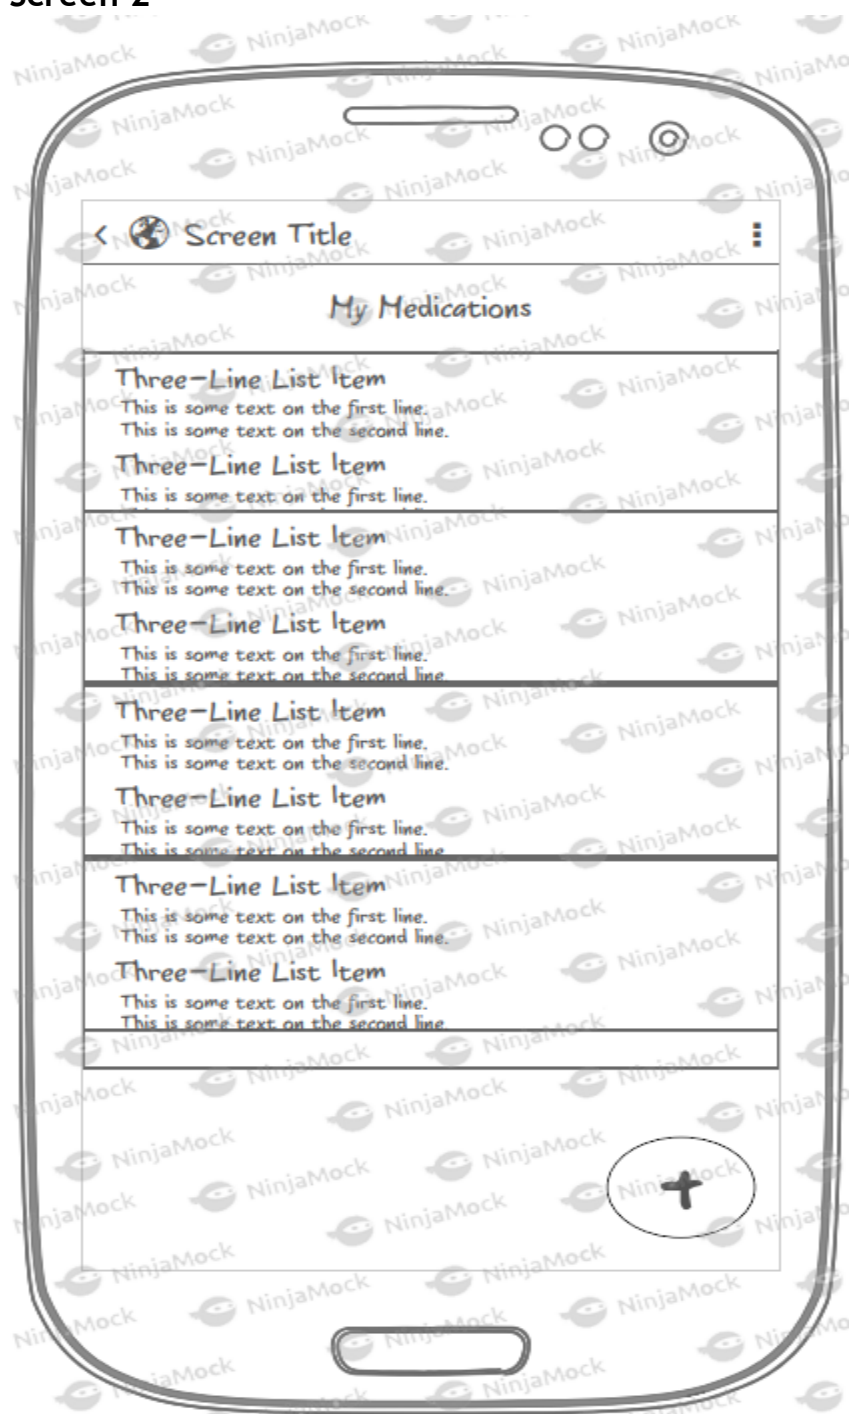 Screen 2
Screen Title
My Medications
Three-Line List Item
This is some text on the first line.
This is some text on the second line.
Three-Line List Item
This is some text on the first line.
Three-Line List Item
This is some text on the first line.
This is some text on the second line.
Three-Line List Item
This is some text on the first line.
This is some text on the second line.
Three-Line List Item
This is some text on the first line.
This is some text on the second line.
Three-Line List Item
This is some text on the first line.
This is some text on the second line.
Three-Line List Item
This is some text on the first line.
This is some text on the second line.
Three-Line List Item
This is some text on the first line.
This is some text on the second line.
+
NinjaMock